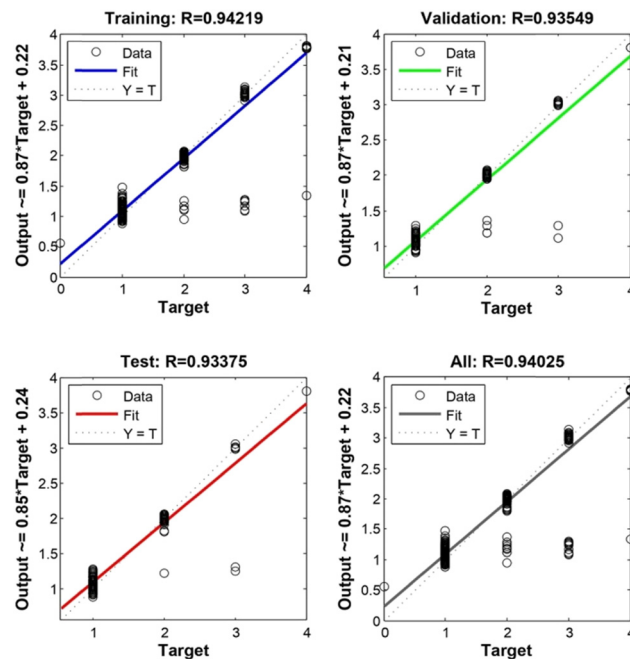 Training: R=0.94219
Output ~= 0.87*Target + 0.22
4
3.5
3
2.5
2
1.5
1
0.5
0
1
2
3
4
Data
Fit
Y = T
Target
Validation: R=0.93549
Output ~= 0.87*Target + 0.21
4
3.5
3
2.5
2
1.5
1
1
2
3
4
Data
Fit
Y = T
Target
Test: R=0.93375
Output ~= 0.85*Target + 0.24
4
3.5
3
2.5
2
1.5
1
1
2
3
4
Data
Fit
Y = T
Target
All: R=0.94025
Output ~= 0.87*Target + 0.22
4
3.5
3
2.5
2
1.5
1
0.5
0
0
1
2
3
4
Data
Fit
Y = T
Target